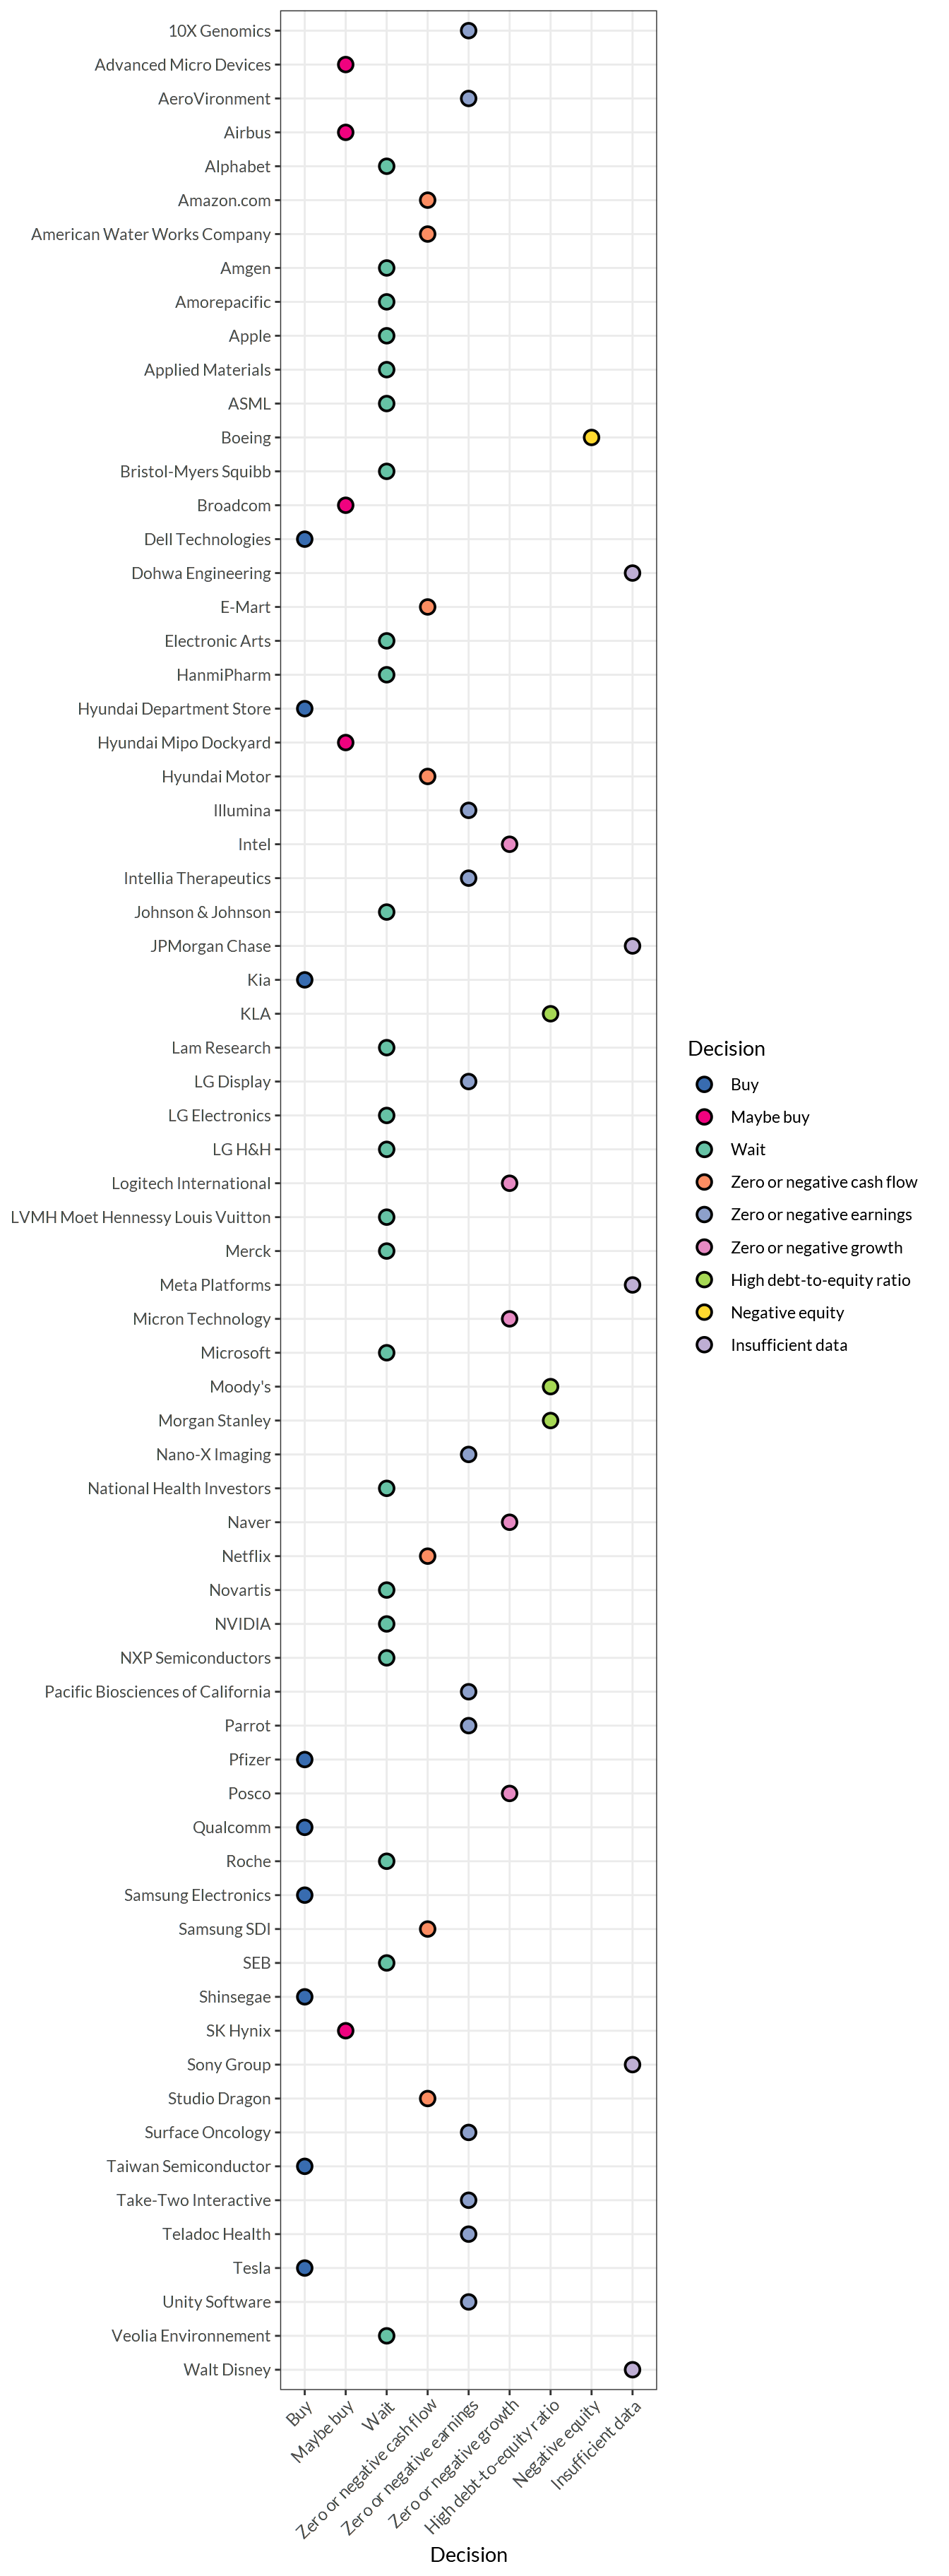 10X Genomics
Advanced Micro Devices
AeroVironment
Airbus
Alphabet
Amazon.com
American Water Works Company
Amgen
Amorepacific
Apple
Applied Materials
ASML
Boeing
Bristol-Myers Squibb
Broadcom
Dell Technologies
Dohwa Engineering
E-Mart
Electronic Arts
HanmiPharm
Hyundai Department Store
Hyundai Mipo Dockyard
Hyundai Motor
Illumina
Intel
Intellia Therapeutics
Johnson & Johnson
JPMorgan Chase
Kia
KLA
Lam Research
LG Display
LG Electronics
LG H&H
Logitech International
LVMH Moet Hennessy Louis Vuitton
Merck
Meta Platforms
Micron Technology
Microsoft
Moody's
Morgan Stanley
Nano-X Imaging
National Health Investors
Naver
Netflix
Novartis
NVIDIA
NXP Semiconductors
Pacific Biosciences of California
Parrot
Pfizer
Posco
Qualcomm
Roche
Samsung Electronics
Samsung SDI
SEB
Shinsegae
SK Hynix
Sony Group
Studio Dragon
Surface Oncology
Taiwan Semiconductor
Take-Two Interactive
Teladoc Health
Tesla
Unity Software
Veolia Environnement
Walt Disney
Buy
Maybe buy
Wait
Zero or negative cash flow
Zero or negative earnings
Zero or negative growth
High debt-to-equity ratio
Negative equity
Insufficient data
Decision
Decision
Buy
Maybe buy
Wait
Zero or negative cash flow
Zero or negative earnings
Zero or negative growth
High debt-to-equity ratio
Negative equity
Insufficient data